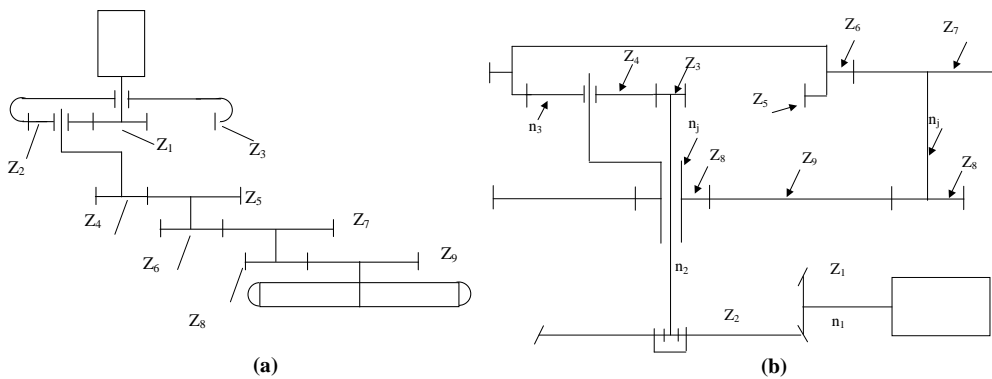 Z₂
Z₁
Z₃
Z₄
Z₅
Z₆
Z₇
Z₈
Z₉
(a)
Z₆
Z₇
Z₄
Z₃
Z₅
n₃
nⱼ
nⱼ
Z₈
Z₉
Z₈
n₂
Z₁
Z₂
n₁
(b)